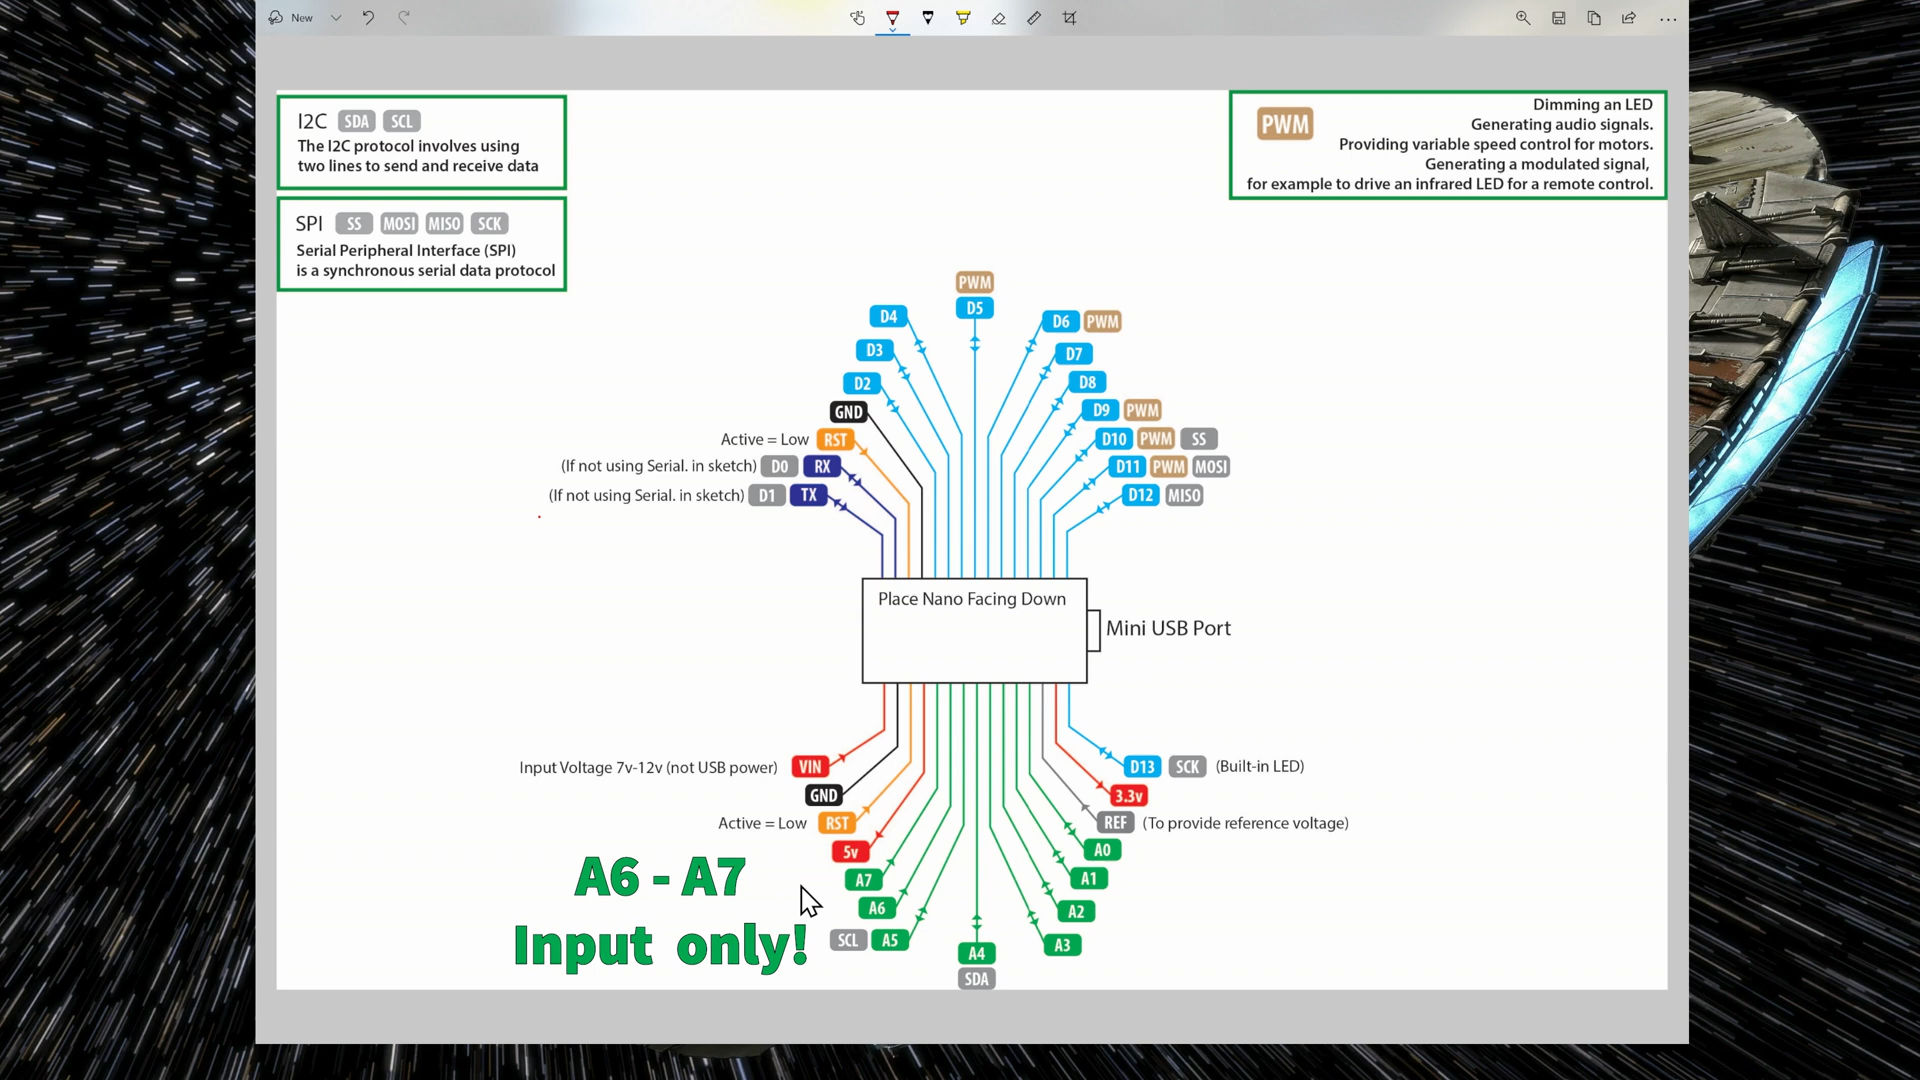 New
I2C SDA SCL
The I2C protocol involves using
two lines to send and receive data
SPI SS MOSI MISO SCK
Serial Peripheral Interface (SPI)
is a synchronous serial data protocol
PWM
Dimming an LED
Generating audio signals.
Providing variable speed control for motors.
Generating a modulated signal,
for example to drive an infrared LED for a remote control.
PWM
D5
D4
D6 PWM
D3
D7
D2
D8
GND
D9 PWM
Active = Low RST
D10 PWM SS
(If not using Serial. in sketch) D0 RX
D11 PWM MOSI
(If not using Serial. in sketch) D1 TX
D12 MISO
Place Nano Facing Down
Mini USB Port
Input Voltage 7v-12v (not USB power) VIN
D13 SCK (Built-in LED)
GND
3.3v
Active = Low RST
REF (To provide reference voltage)
5v
A0
A7
A1
A6
A2
SCL A5
A3
A4
SDA
A6 - A7
Input only!